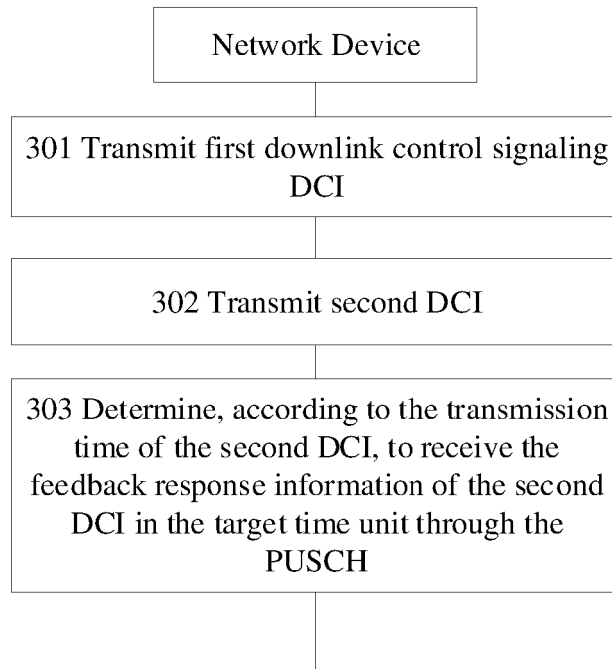 Network Device
301 Transmit first downlink control signaling
DCI
302 Transmit second DCI
303 Determine, according to the transmission
time of the second DCI, to receive the
feedback response information of the second
DCI in the target time unit through the
PUSCH